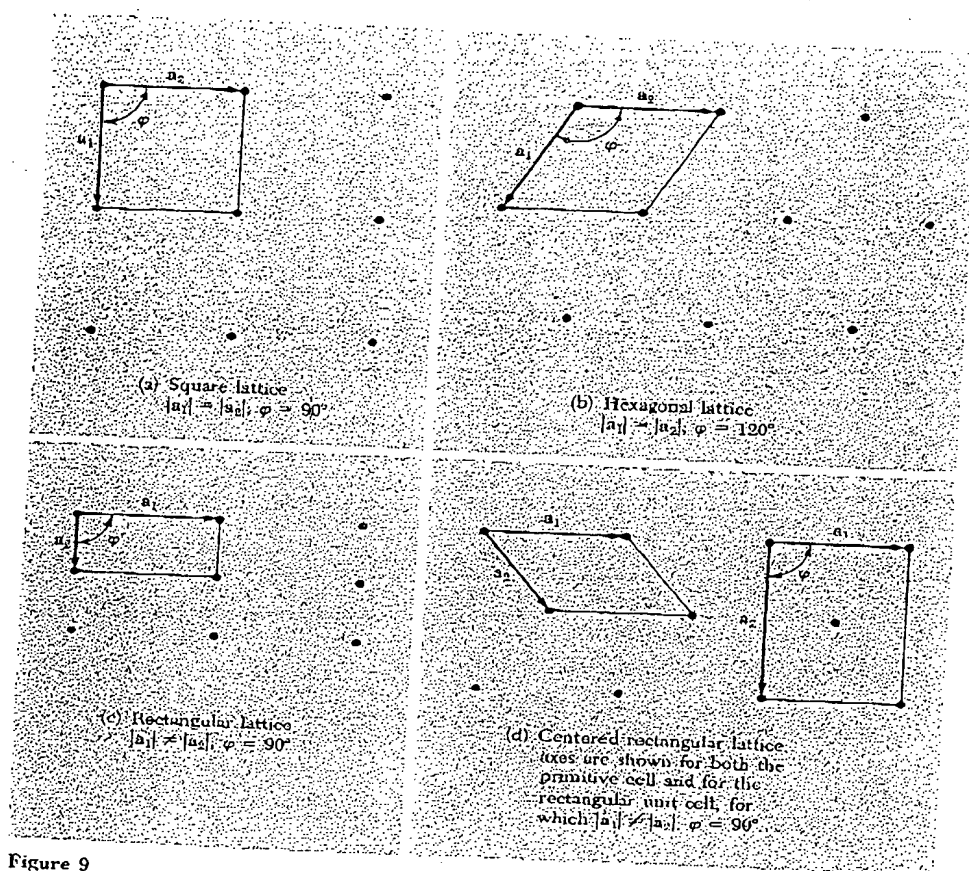 a₂
a₁
φ
(a) Square lattice
|a₁| = |a₂|; φ = 90°
a₂
a₁
φ
(b) Hexagonal lattice
|a₁| = |a₂|; φ = 120°
a₁
a₂
φ
(c) Rectangular lattice
|a₁| ≠ |a₂|; φ = 90°
a₁
a₂
a₁
a₂
φ
(d) Centered rectangular lattice
axes are shown for both the
primitive cell and for the
rectangular unit cell, for
which |a₁| ≠ |a₂|; φ = 90°
Figure 9